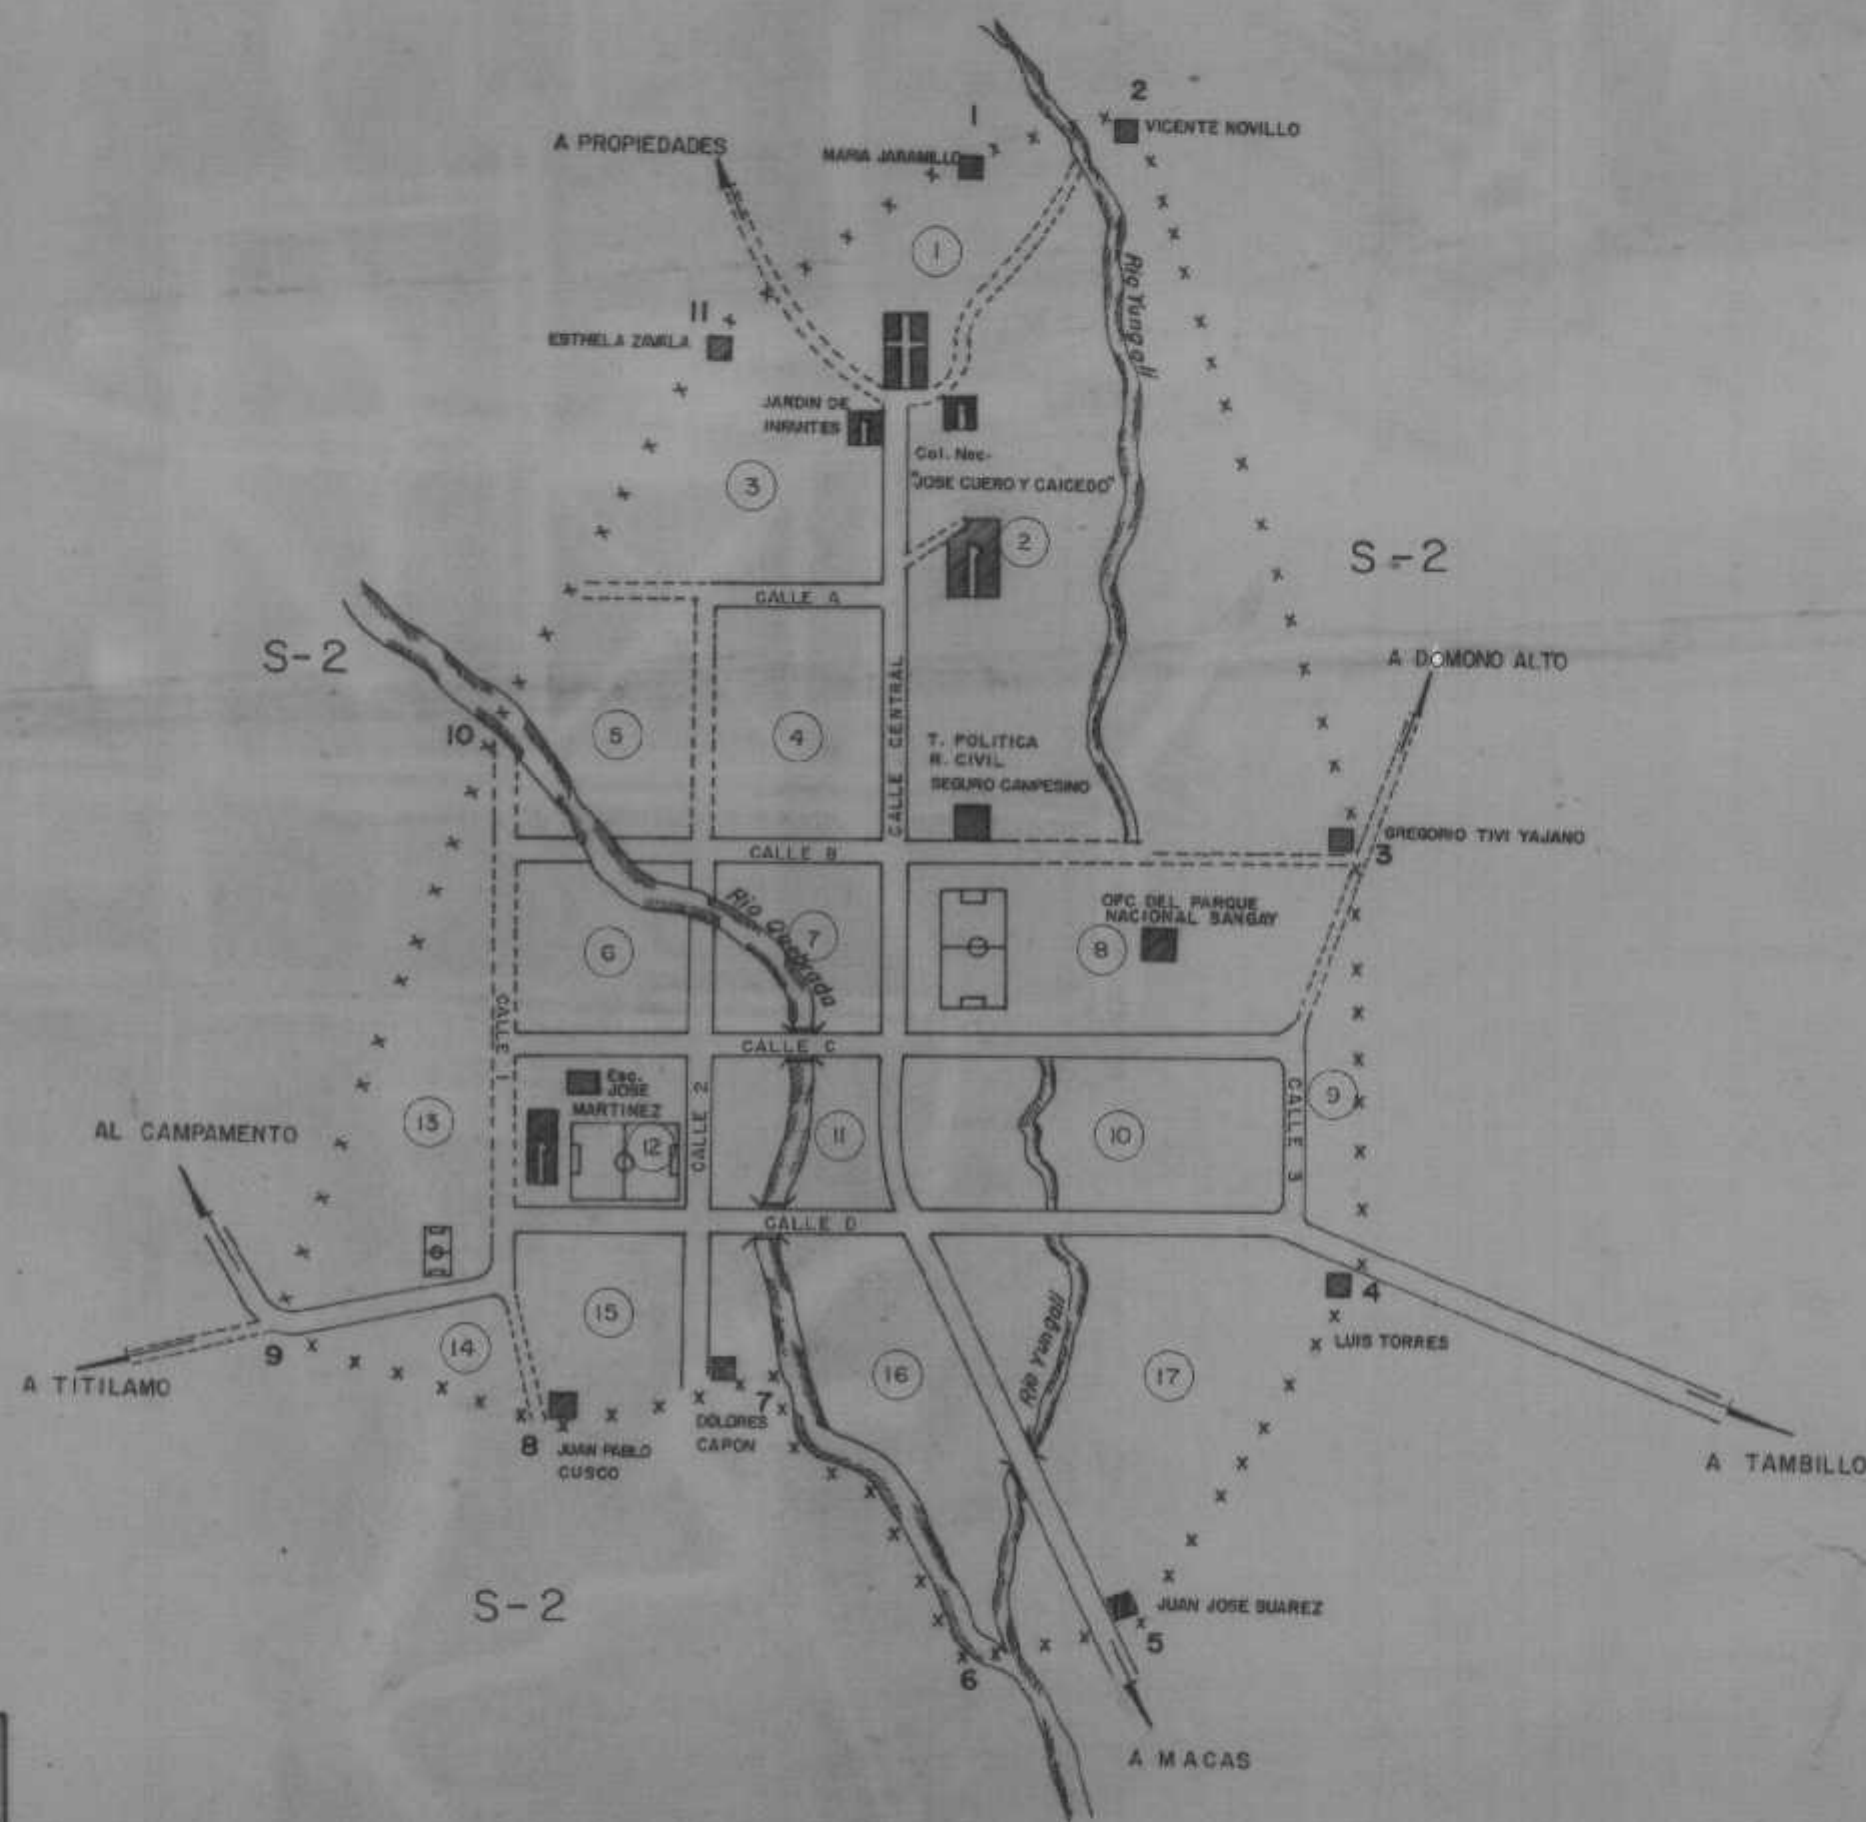 2
1
VICENTE NOVILLO
A PROPIEDADES
MARIA JARAMILLO
1
Rio Yungall
11
ESTHELA ZAVALA
JARDIN DE
INFANTES
Col. Nac.
"JOSE CUERO Y CAICEDO"
3
2
S-2
CALLE A
S-2
A DOMONO ALTO
10
5
4
CALLE CENTRAL
T. POLITICA
R. CIVIL
SEGURO CAMPESINO
GREGORIO TIVI YAJANO
3
CALLE B
Rio Quebrada
OFC DEL PARQUE
NACIONAL SANGAY
6
7
8
CALLE 1
CALLE C
Esc.
JOSE
MARTINEZ
CALLE 2
CALLE 3
9
13
AL CAMPAMENTO
12
11
10
CALLE D
4
15
Rio Yungall
LUIS TORRES
9
14
16
17
A TITILAMO
7
DOLORES
CAPON
8
JUAN PABLO
CUSCO
A TAMBILLO
S-2
JUAN JOSE SUAREZ
5
6
A MACAS